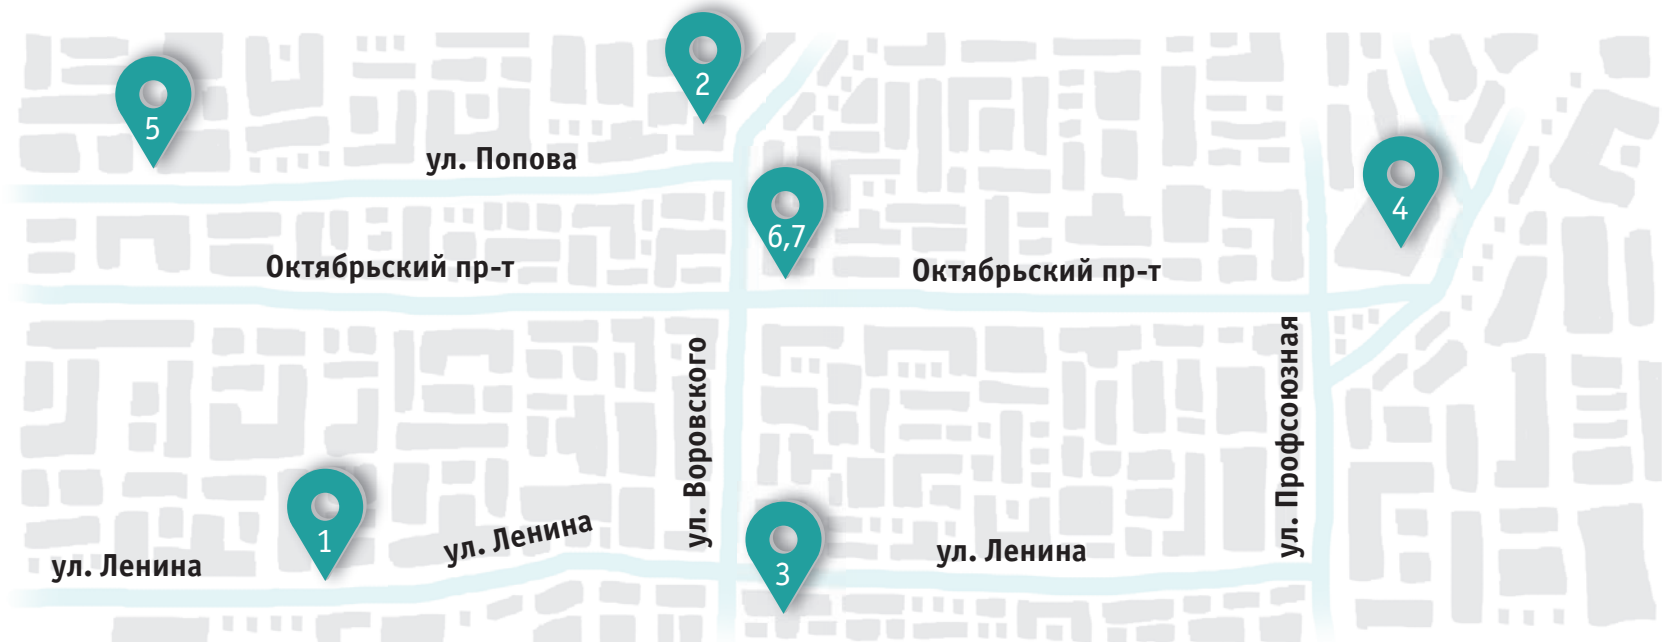 2
5
ул. Попова
4
6,7
Октябрьский пр-т
Октябрьский пр-т
ул. Воровского
ул. Профсоюзная
1
ул. Ленина
ул. Ленина
ул. Ленина
3